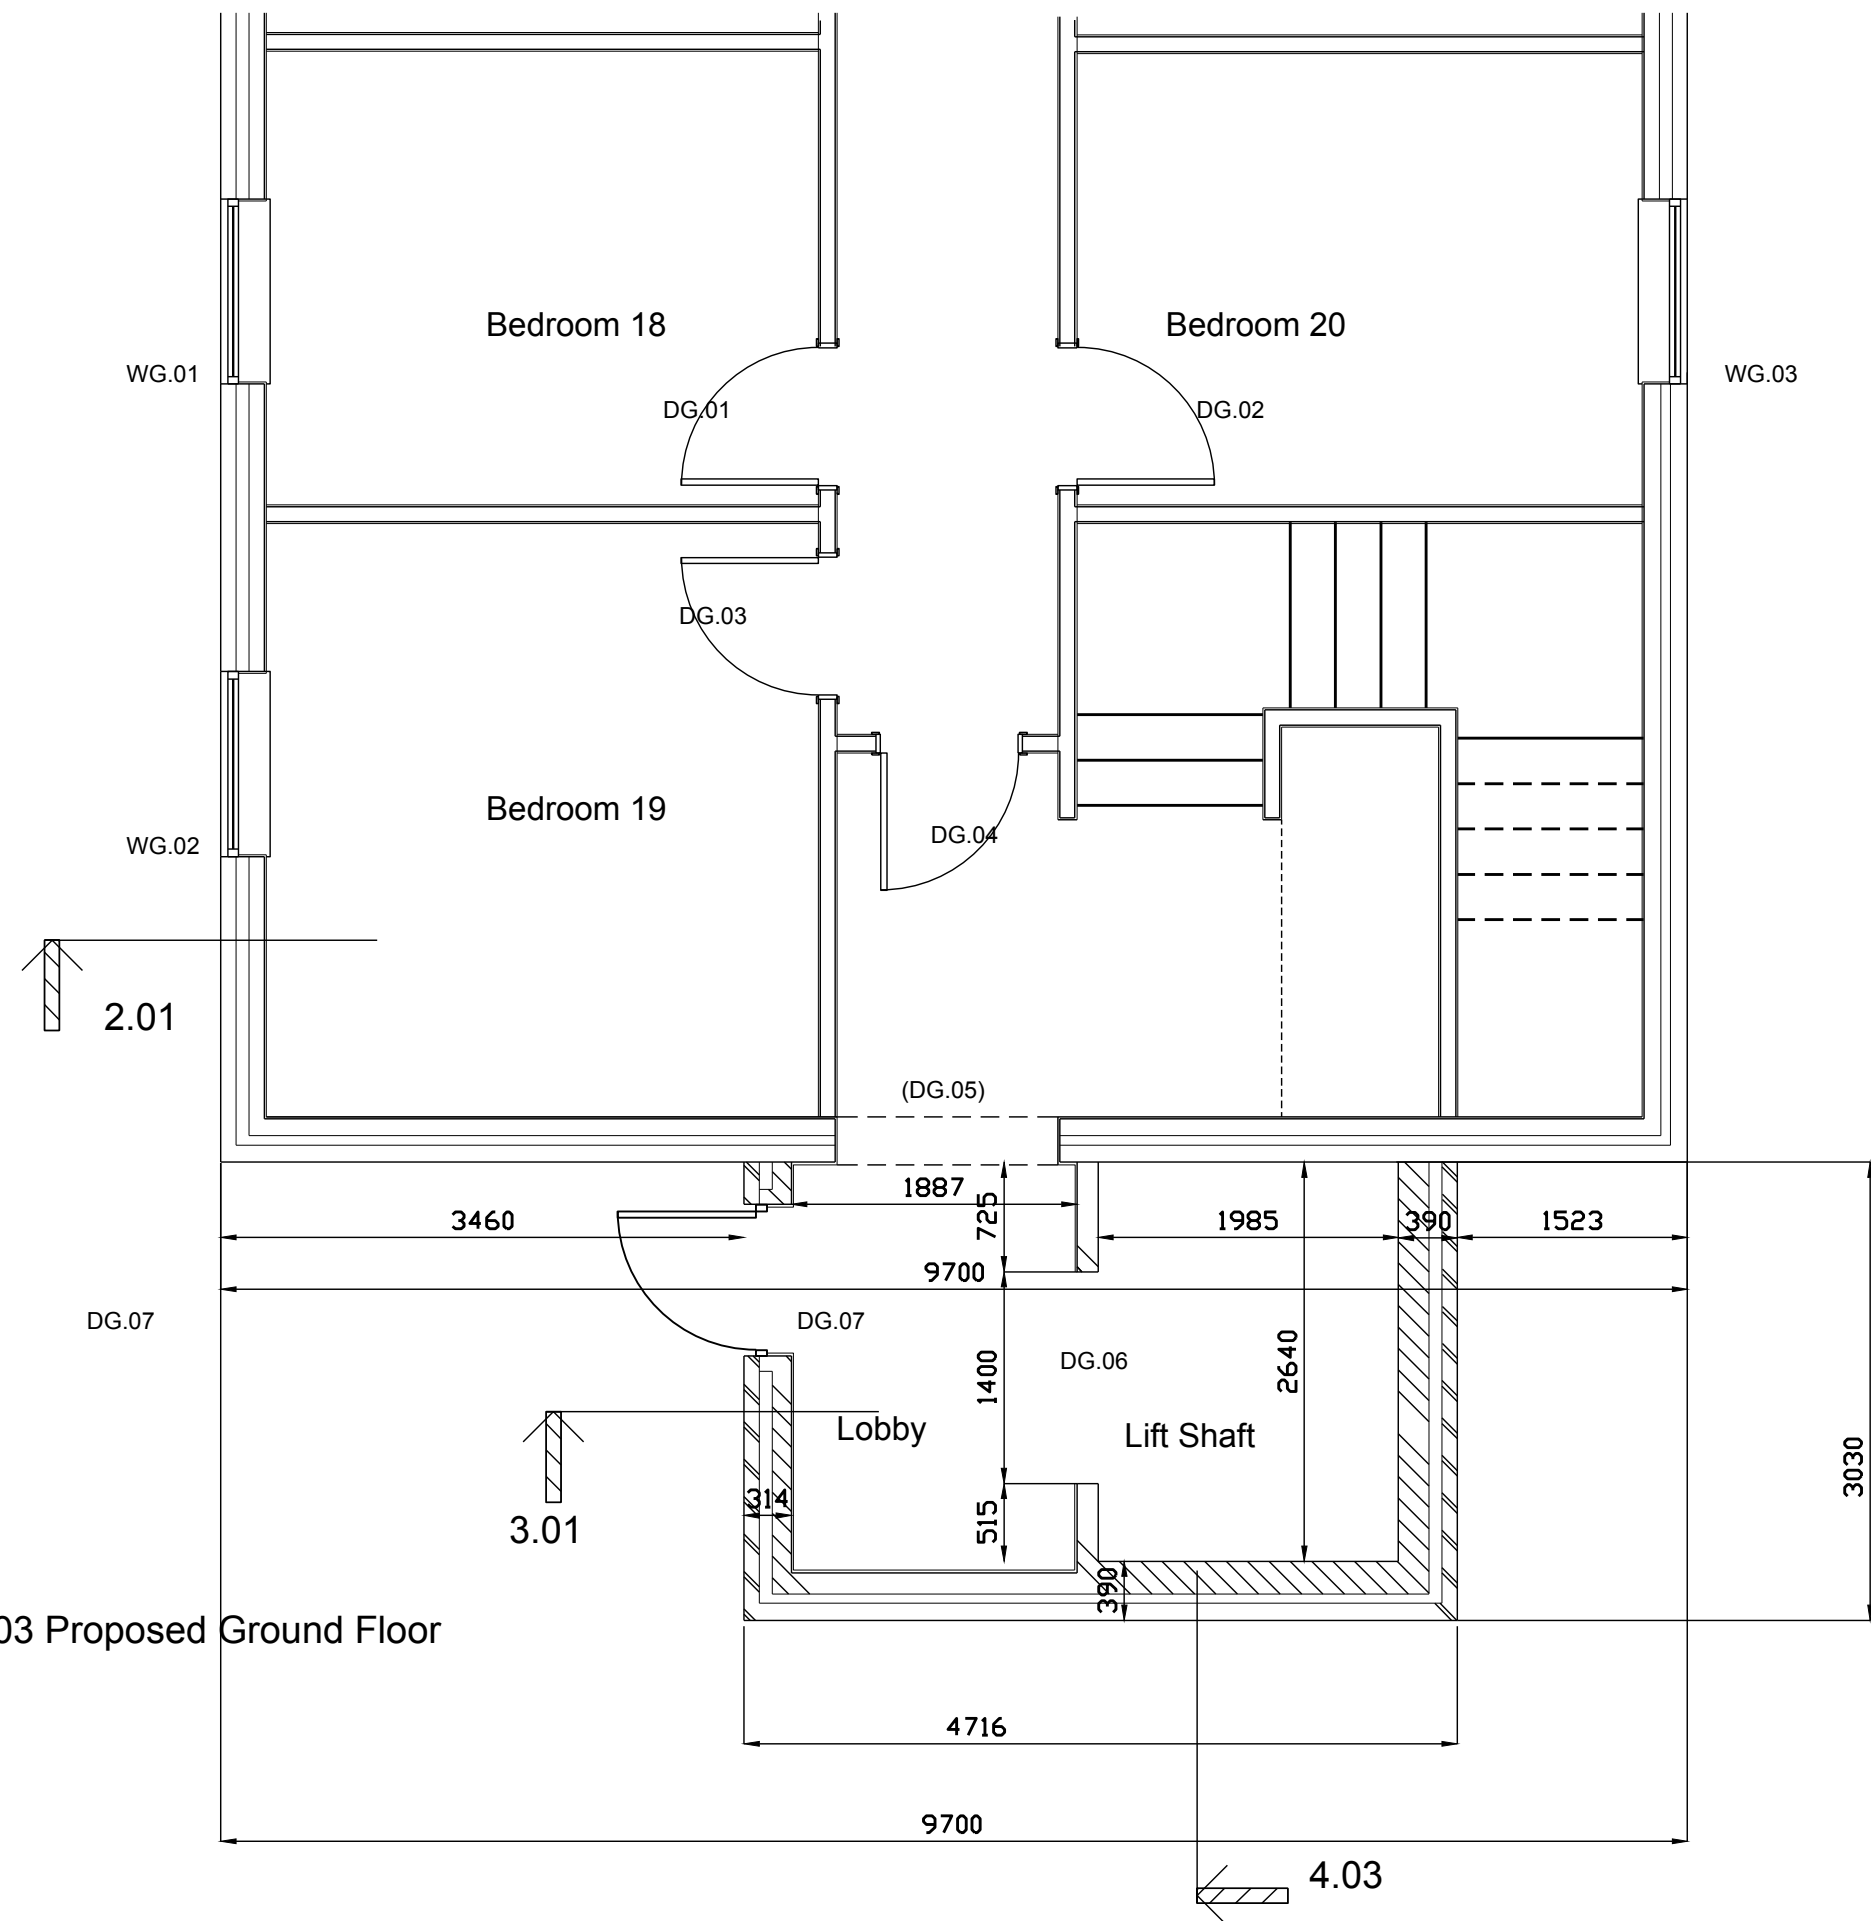 Bedroom 18
Bedroom 20
WG.01
WG.03
DG.01
DG.02
DG.03
Bedroom 19
DG.04
WG.02
2.01
(DG.05)
1887
725
3460
1985
390
1523
9700
DG.07
DG.07
DG.06
1400
2640
Lobby
Lift Shaft
3030
314
515
3.01
390
03 Proposed Ground Floor
4716
9700
4.03